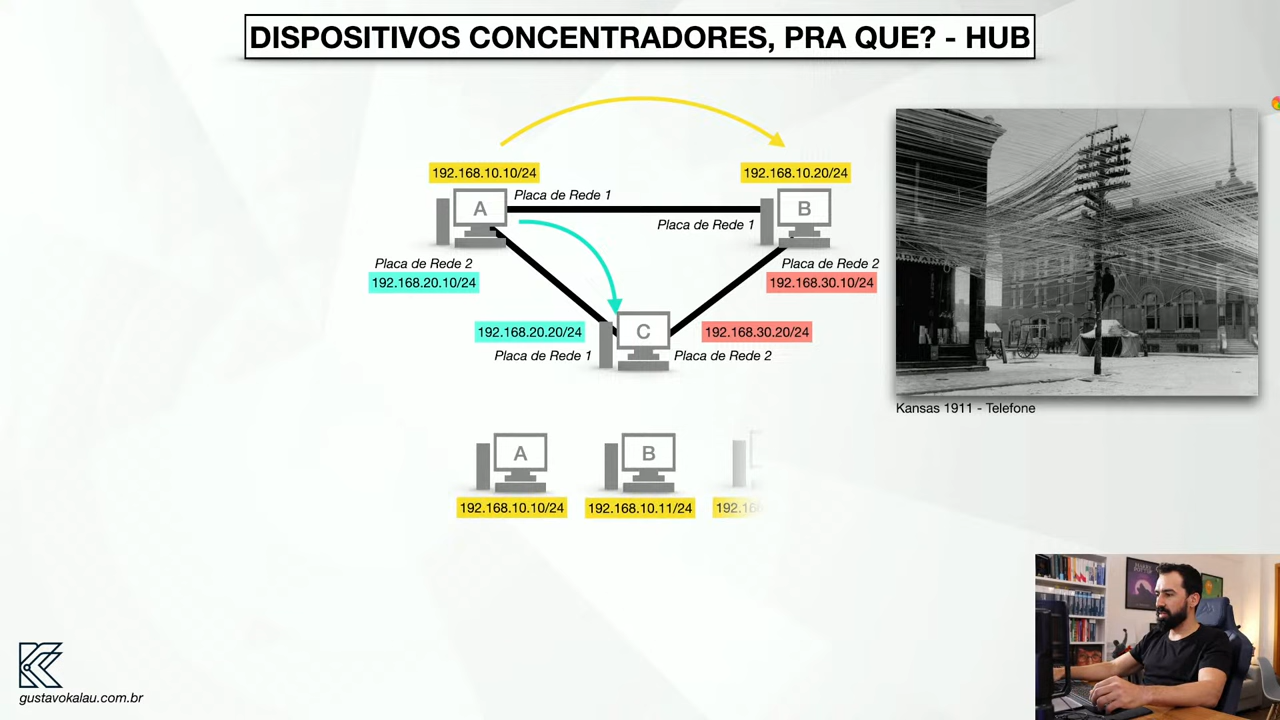 DISPOSITIVOS CONCENTRADORES, PRA QUE? - HUB
192.168.10.10/24
192.168.10.20/24
A
Placa de Rede 1
B
Placa de Rede 1
Placa de Rede 2
192.168.20.10/24
Placa de Rede 2
192.168.30.10/24
192.168.20.20/24
C
192.168.30.20/24
Placa de Rede 1
Placa de Rede 2
Kansas 1911 - Telefone
A
B
192.168.10.10/24
192.168.10.11/24
gustavokalau.com.br